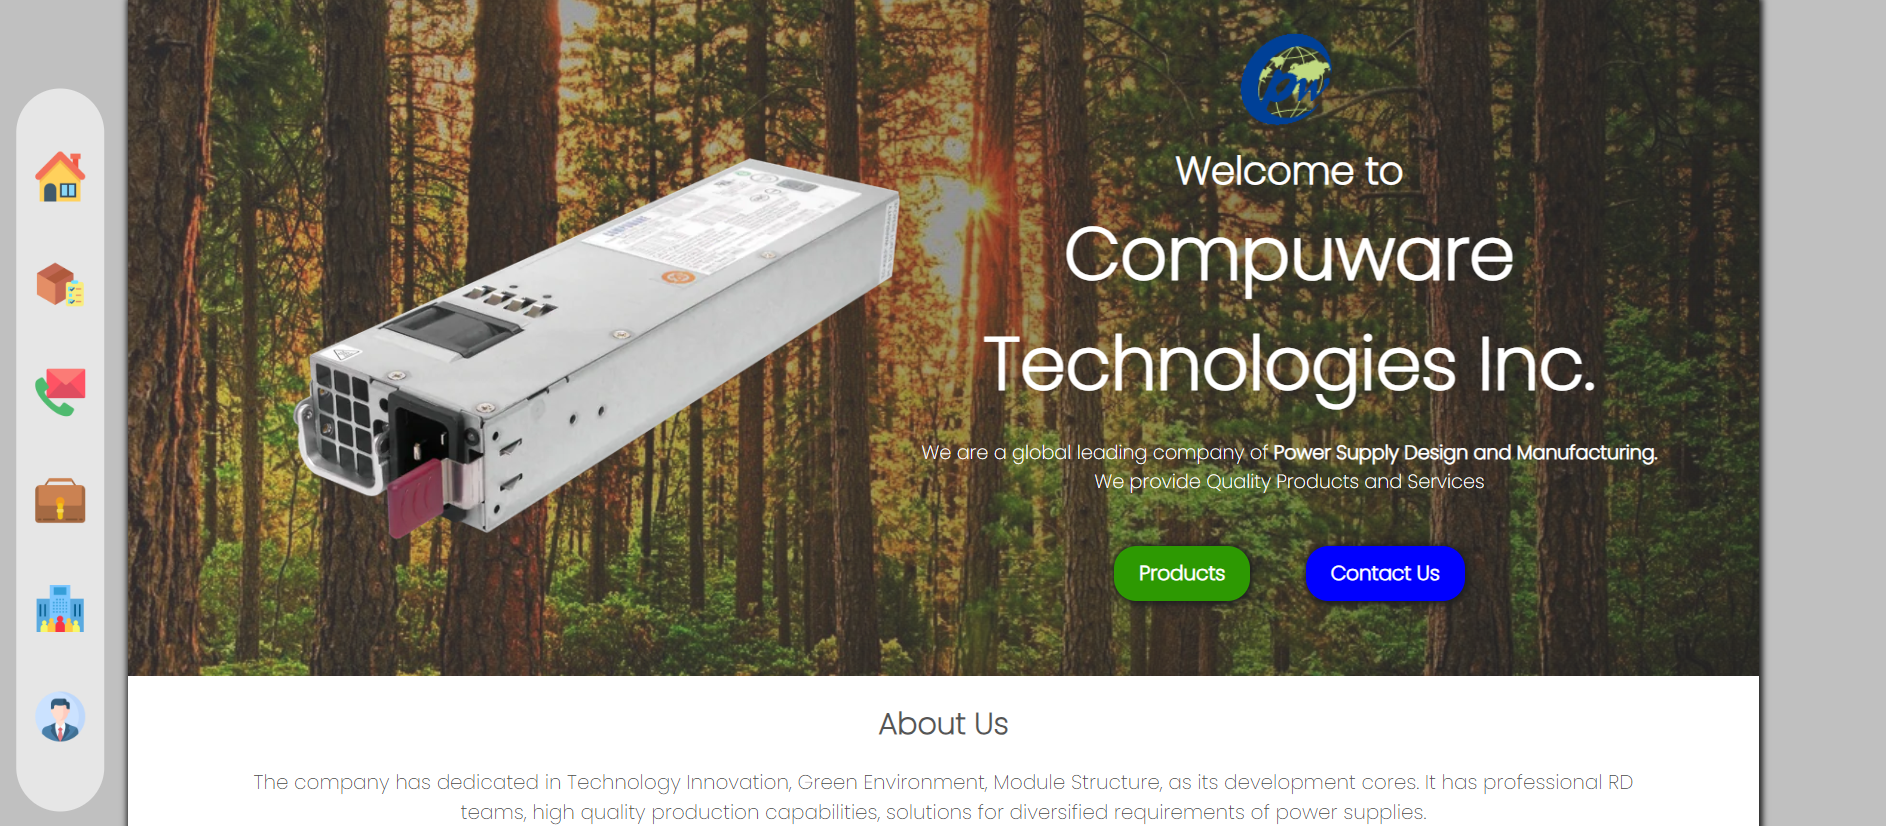 Cpw
Welcome to
Compuware
Technologies Inc.
We are a global leading company of Power Supply Design and Manufacturing.
We provide Quality Products and Services
Products
Contact Us
About Us
The company has dedicated in Technology Innovation, Green Environment, Module Structure, as its development cores. It has professional RD
teams, high quality production capabilities, solutions for diversified requirements of power supplies.